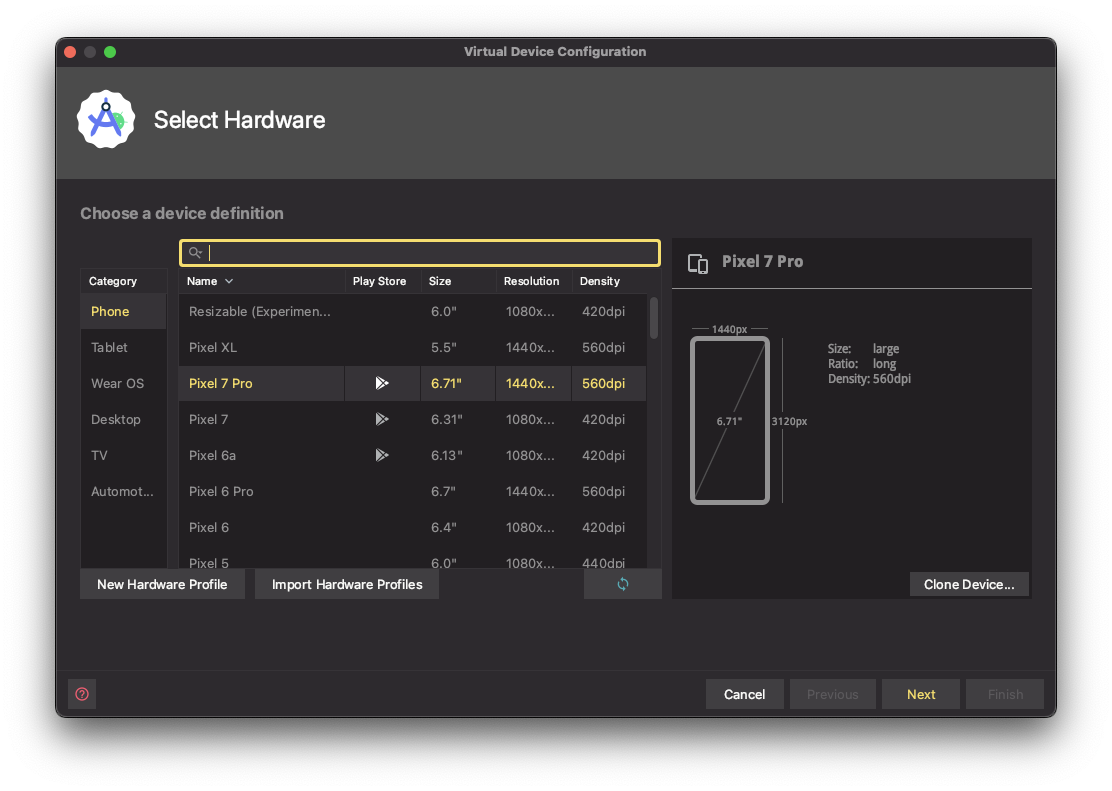 Virtual Device Configuration
Select Hardware
Choose a device definition
Category
Phone
Tablet
Wear OS
Desktop
TV
Automot...
Name Play Store Size Resolution Density
Resizable (Experimen... 6.0" 1080x... 420dpi
Pixel XL 5.5" 1440x... 560dpi
Pixel 7 Pro 6.71" 1440x... 560dpi
Pixel 7 6.31" 1080x... 420dpi
Pixel 6a 6.13" 1080x... 420dpi
Pixel 6 Pro 6.7" 1440x... 560dpi
Pixel 6 6.4" 1080x... 420dpi
Pixel 5 6.0" 1080x... 440dpi
New Hardware Profile Import Hardware Profiles
Pixel 7 Pro
1440px
6.71"
3120px
Size: large
Ratio: long
Density: 560dpi
Clone Device...
? Cancel Previous Next Finish